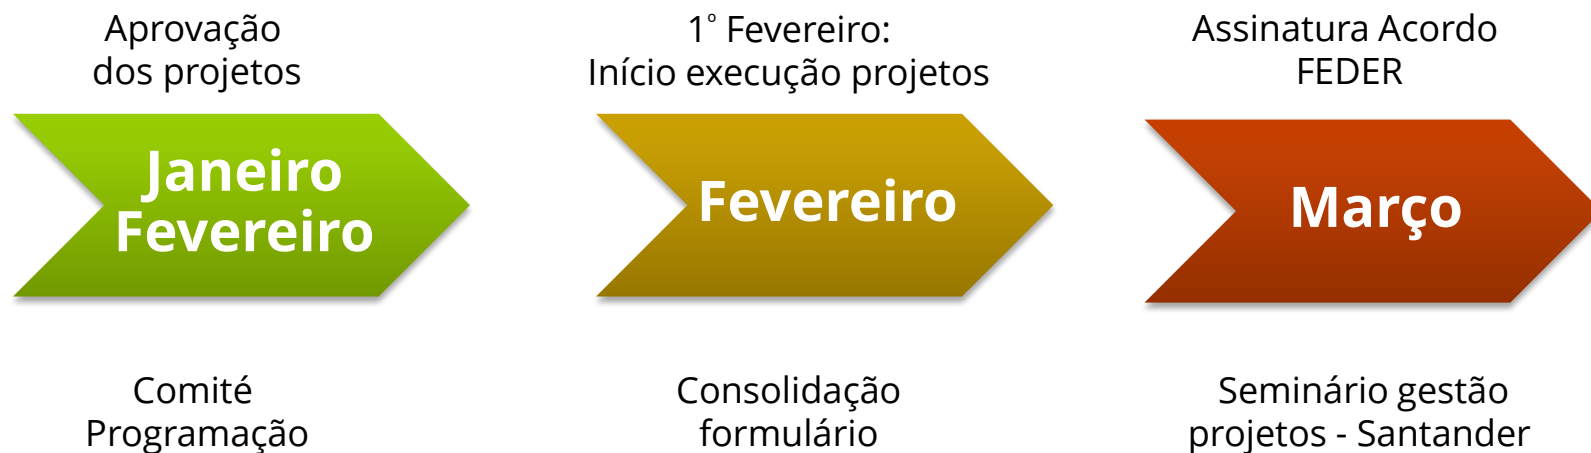 Aprovação
dos projetos
1º Fevereiro:
Início execução projetos
Assinatura Acordo
FEDER
Janeiro
Fevereiro
Fevereiro
Março
Comité
Programação
Consolidação
formulário
Seminário gestão
projetos - Santander